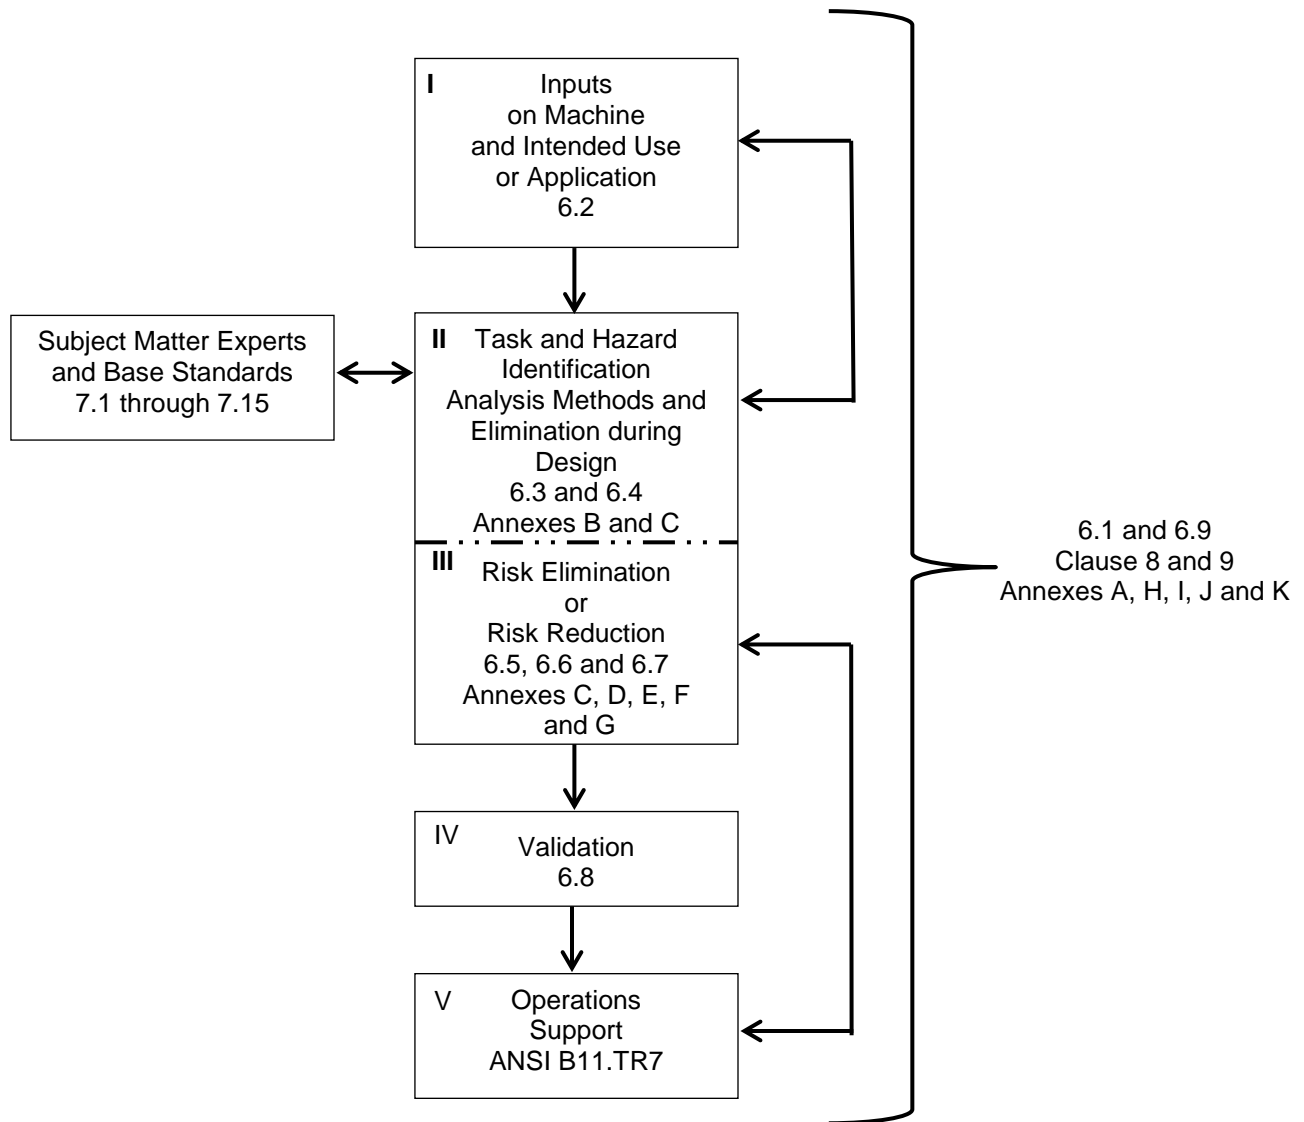 I
Inputs
on Machine
and Intended Use
or Application
6.2
Subject Matter Experts
and Base Standards
7.1 through 7.15
II
Task and Hazard
Identification
Analysis Methods and
Elimination during
Design
6.3 and 6.4
Annexes B and C
III
Risk Elimination
or
Risk Reduction
6.5, 6.6 and 6.7
Annexes C, D, E, F
and G
IV
Validation
6.8
V
Operations
Support
ANSI B11.TR7
6.1 and 6.9
Clause 8 and 9
Annexes A, H, I, J and K